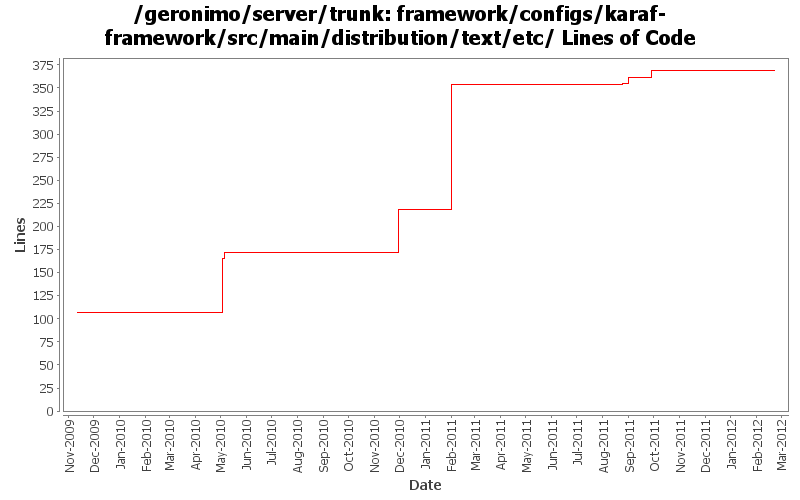 /geronimo/server/trunk: framework/configs/karaf-
framework/src/main/distribution/text/etc/ Lines of Code
375
350
325
300
275
250
225
200
175
150
125
100
75
50
25
0
Lines
Nov-2009
Dec-2009
Jan-2010
Feb-2010
Mar-2010
Apr-2010
May-2010
Jun-2010
Jul-2010
Aug-2010
Sep-2010
Oct-2010
Nov-2010
Dec-2010
Jan-2011
Feb-2011
Mar-2011
Apr-2011
May-2011
Jun-2011
Jul-2011
Aug-2011
Sep-2011
Oct-2011
Nov-2011
Dec-2011
Jan-2012
Feb-2012
Mar-2012
Date